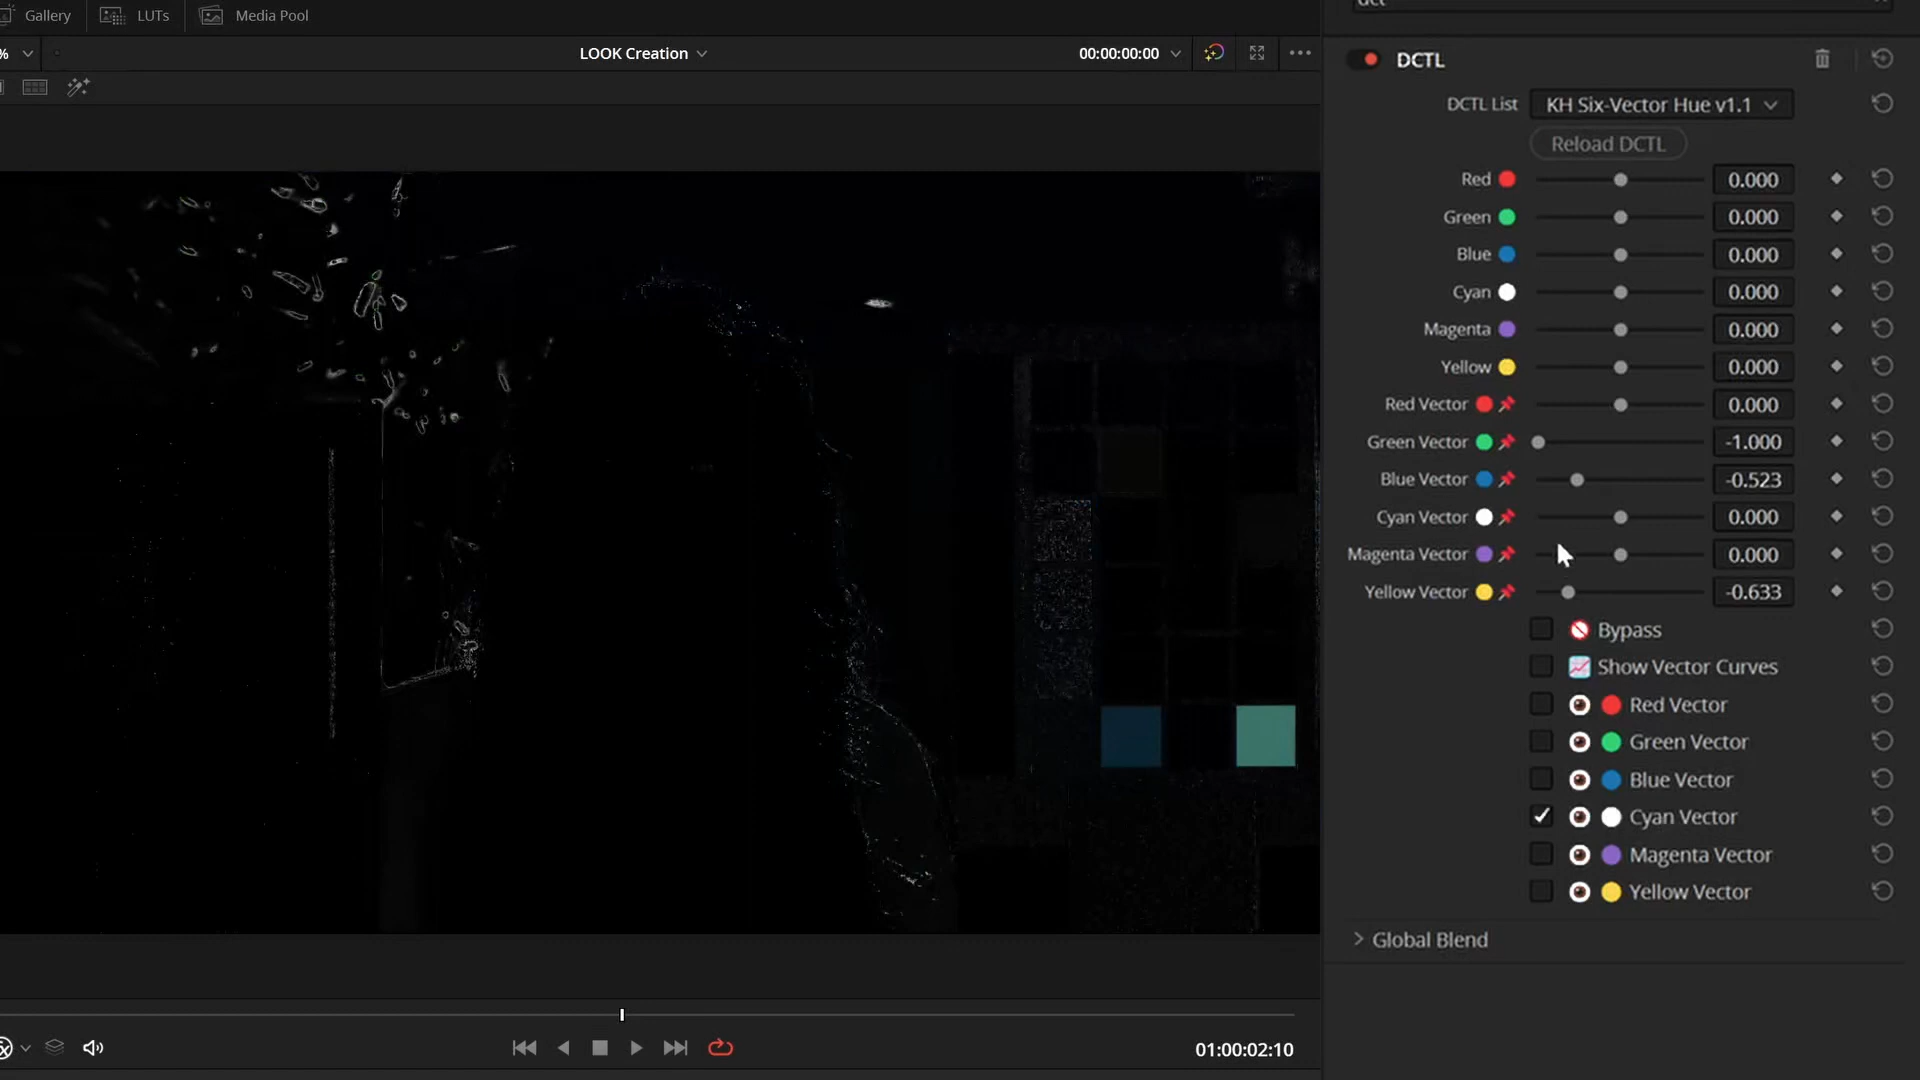 Gallery
LUTs
Media Pool
%
LOOK Creation
00:00:00:00
DCTL
DCTL List
KH Six-Vector Hue v1.1
Reload DCTL
Red 0.000
Green 0.000
Blue 0.000
Cyan 0.000
Magenta 0.000
Yellow 0.000
Red Vector 0.000
Green Vector -1.000
Blue Vector -0.523
Cyan Vector 0.000
Magenta Vector 0.000
Yellow Vector -0.633
Bypass
Show Vector Curves
Red Vector
Green Vector
Blue Vector
Cyan Vector
Magenta Vector
Yellow Vector
Global Blend
01:00:02:10